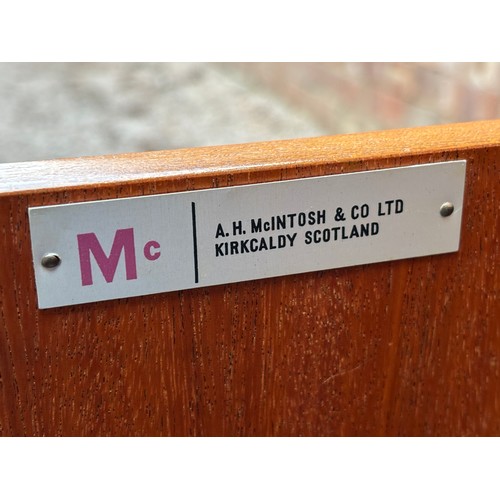 Mc
A.H. McINTOSH & CO LTD
KIRKCALDY SCOTLAND